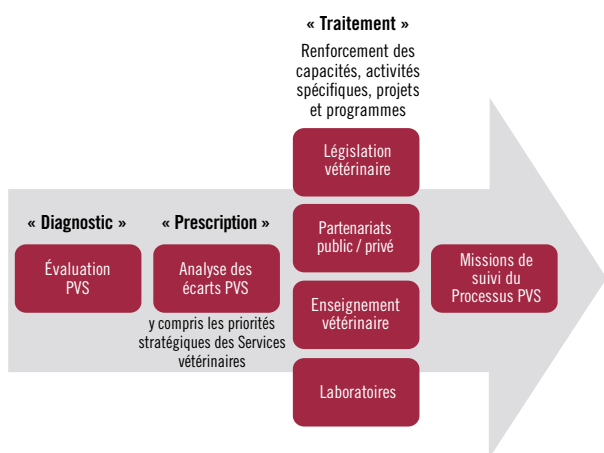 « Diagnostic »
Évaluation
PVS
« Prescription »
Analyse des
écarts PVS
y compris les priorités
stratégiques des Services
vétérinaires
« Traitement »
Renforcement des
capacités, activités
spécifiques, projets
et programmes
Législation
vétérinaire
Partenariats
public / privé
Enseignement
vétérinaire
Laboratoires
Missions de
suivi du
Processus PVS